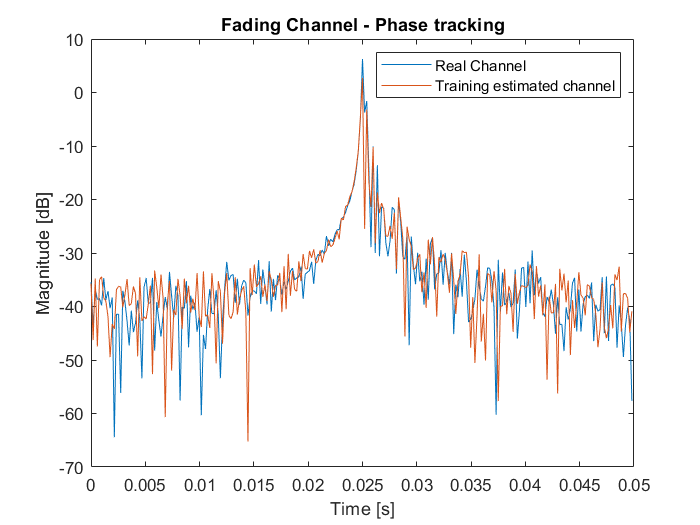 Fading Channel - Phase tracking
Real Channel
Training estimated channel
Magnitude [dB]
10
0
-10
-20
-30
-40
-50
-60
-70
0 0.005 0.01 0.015 0.02 0.025 0.03 0.035 0.04 0.045 0.05
Time [s]